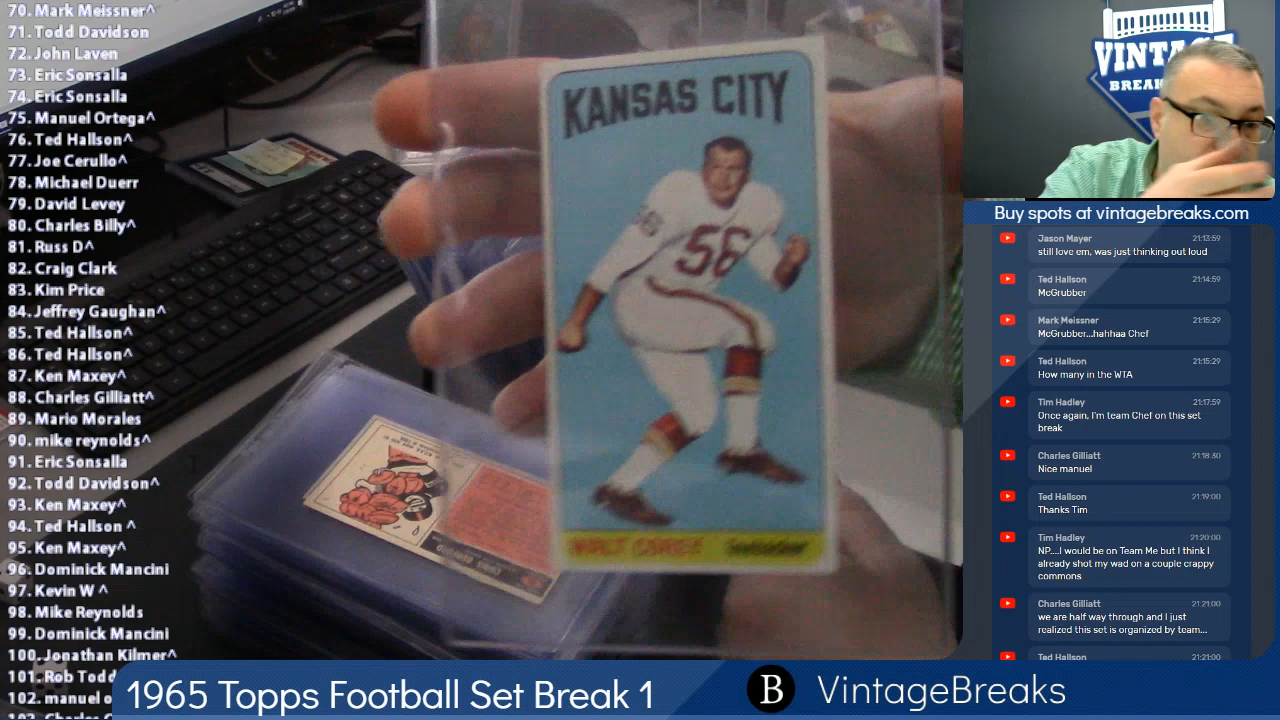 70. Mark Meissner^
71. Todd Davidson
72. John Laven
73. Eric Sonsalla
74. Eric Sonsalla
75. Manuel Ortega^
76. Ted Hallson^
77. Joe Cerullo^
78. Michael Duerr
79. David Levey
80. Charles Billy^
81. Russ D^
82. Craig Clark
83. Kim Price
84. Jeffrey Gaughan^
85. Ted Hallson^
86. Ted Hallson^
87. Ken Maxey^
88. Charles Gilliatt^
89. Mario Morales
90. mike reynolds^
91. Eric Sonsalla
92. Todd Davidson^
93. Ken Maxey^
94. Ted Hallson ^
95. Ken Maxey^
96. Dominick Mancini
97. Kevin W ^
98. Mike Reynolds
99. Dominick Mancini
100. Jonathan Kilmer^
101. Rob Todd
102. manuel o
KANSAS CITY
56
56
WALT COREY
VINTAGE
BREAK
Buy spots at vintagebreaks.com
Jason Mayer 21:13:59
still love em, was just thinking out loud
Ted Hallson 21:14:59
McGrubber
Mark Meissner 21:15:29
McGrubber...hahhaa Chef
Ted Hallson 21:15:29
How many in the WTA
Tim Hadley 21:17:59
Once again, I'm team Chef on this set
break
Charles Gilliatt 21:18:30
Nice manuel
Ted Hallson 21:19:00
Thanks Tim
Tim Hadley 21:20:00
NP....I would be on Team Me but I think I
already shot my wad on a couple crappy
commons
Charles Gilliatt 21:21:00
we are half way through and I just
realized this set is organized by team...
Ted Hallson 21:21:00
1965 Topps Football Set Break 1
B VintageBreaks